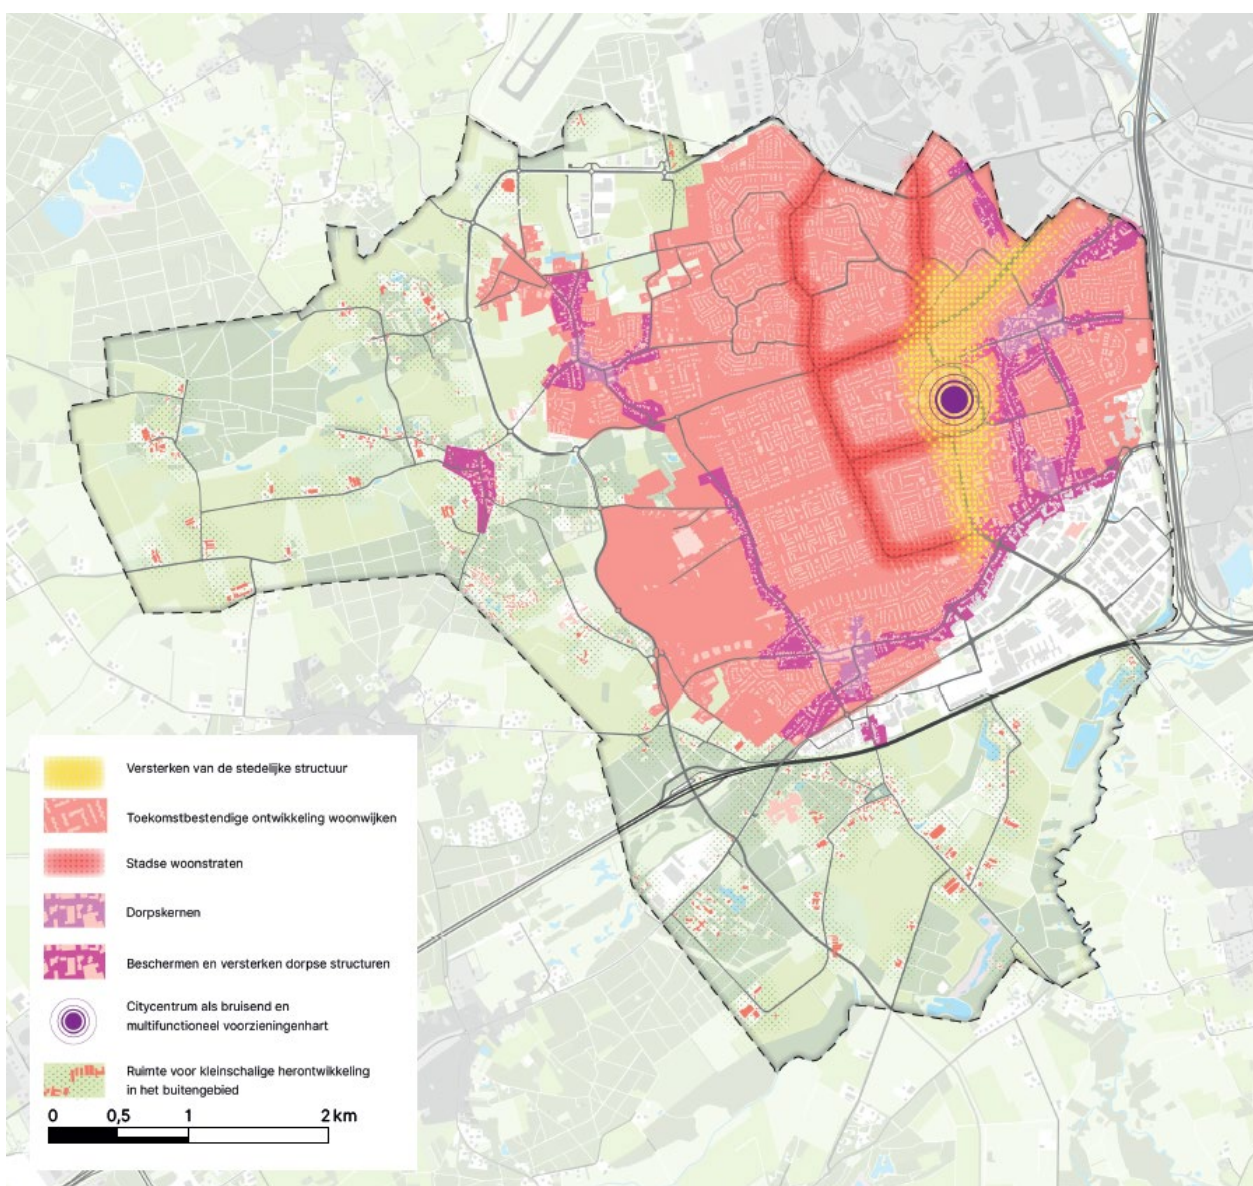 Versterken van de stedelijke structuur
Toekomstbestendige ontwikkeling woonwijken
Stadse woonstraten
Dorpskernen
Beschermen en versterken dorpse structuren
Citycentrum als bruisend en
multifunctioneel voorzieningenhart
Ruimte voor kleinschalige herontwikkeling
in het buitengebied
0 0,5 1 2 km